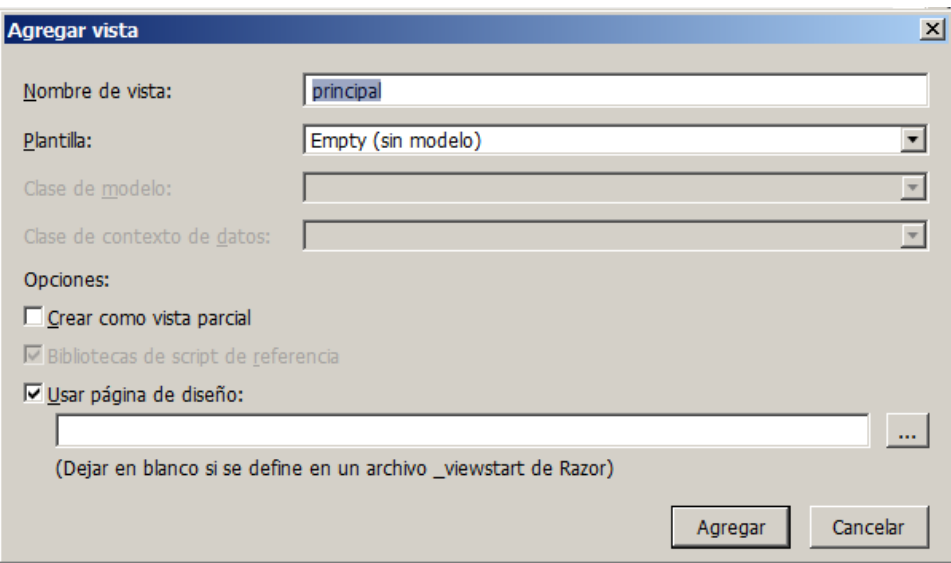 Agregar vista
Nombre de vista: principal
Plantilla: Empty (sin modelo)
Clase de modelo:
Clase de contexto de datos:
Opciones:
Crear como vista parcial
Bibliotecas de script de referencia
Usar página de diseño:
...
(Dejar en blanco si se define en un archivo _viewstart de Razor)
Agregar Cancelar